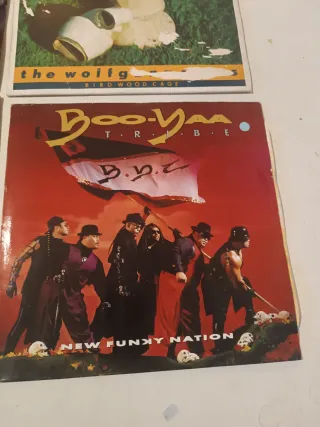 the wolfg
BIRD WOOD CAGE
BOO-YAA
T·R·I·B·E
B.Y.T
NEW FUNKY NATION